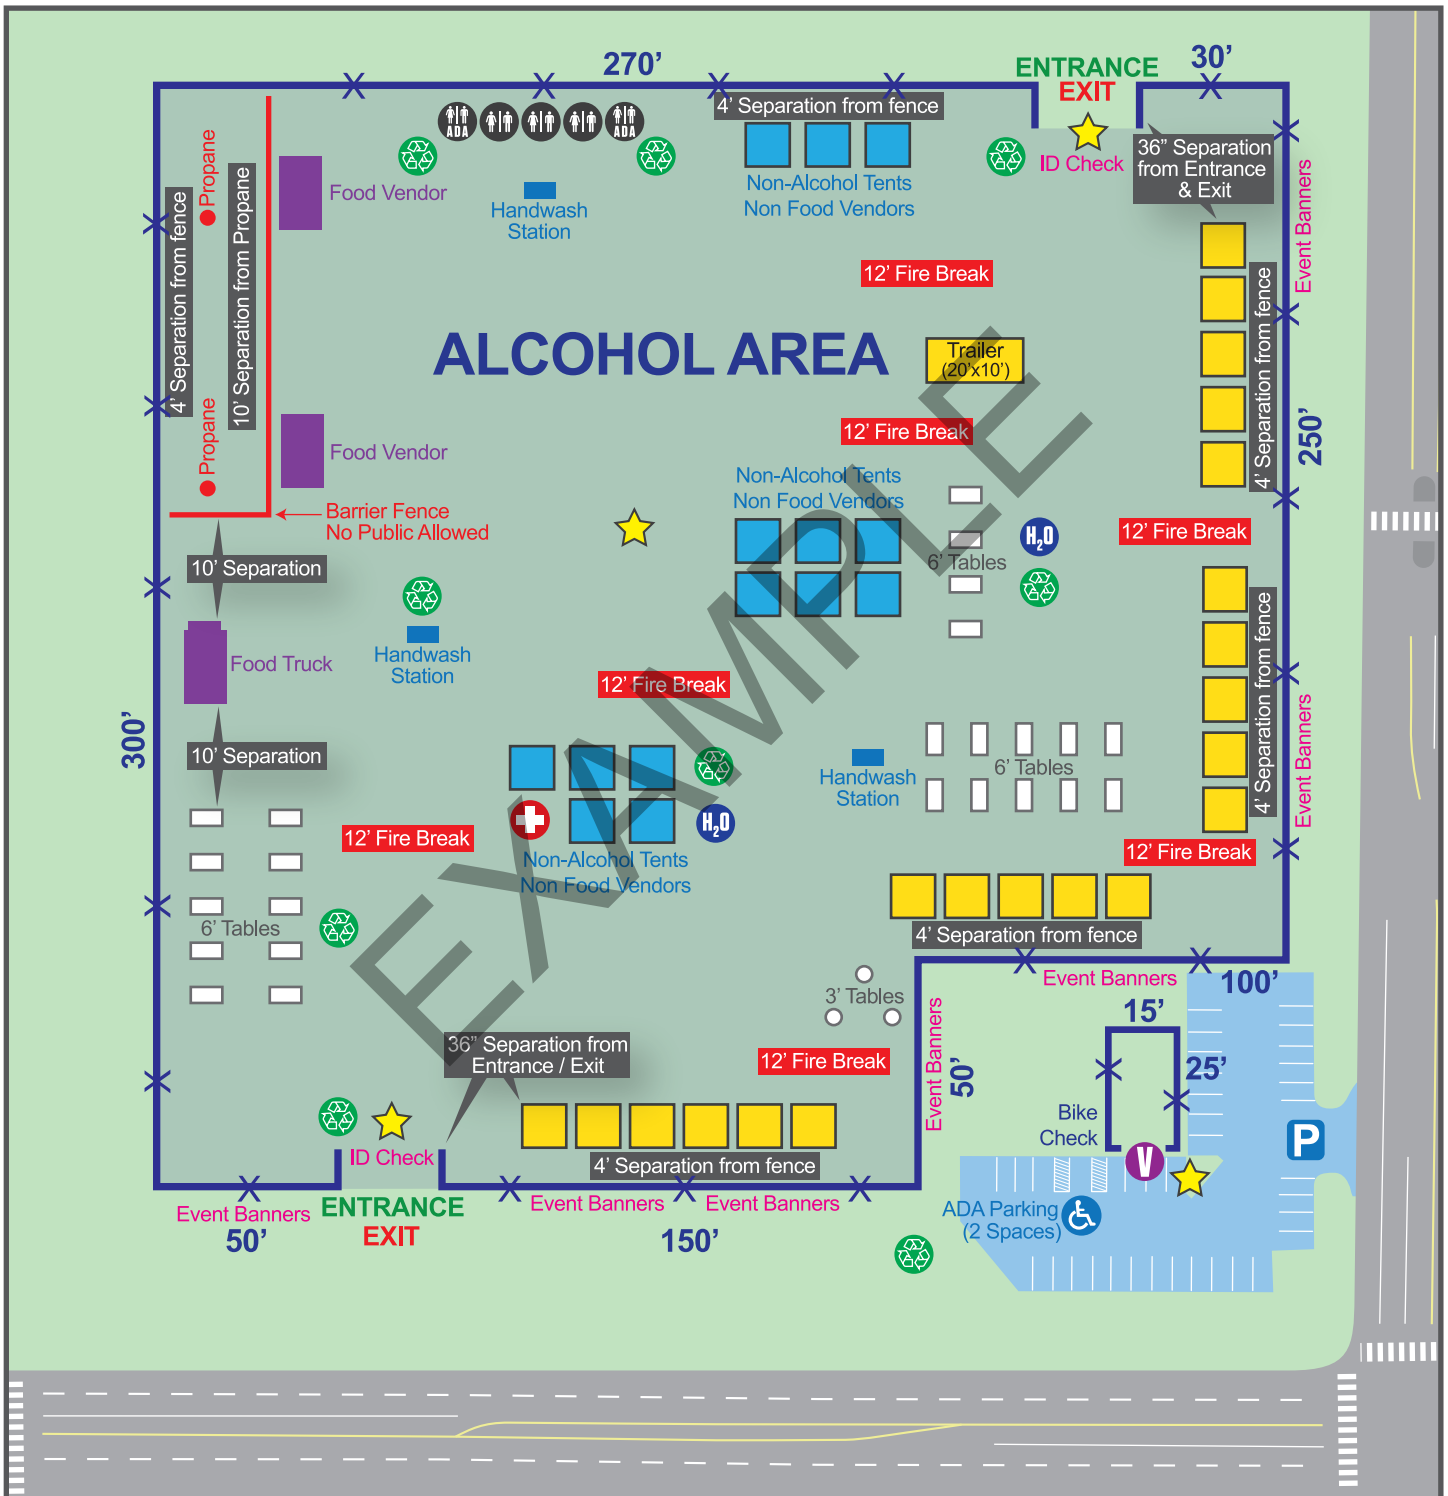 270’
ENTRANCE
EXIT
30’
4’ Separation from fence
ADA
ADA
ID Check
36” Separation
from Entrance
& Exit
Propane
4’ Separation from fence
10’ Separation from Propane
Food Vendor
Handwash
Station
Non-Alcohol Tents
Non Food Vendors
Event Banners
12’ Fire Break
4’ Separation from fence
ALCOHOL AREA
Trailer
(20’x10’)
250’
Propane
Food Vendor
12’ Fire Break
Non-Alcohol Tents
Non Food Vendors
Barrier Fence
No Public Allowed
12’ Fire Break
H2O
6’ Tables
10’ Separation
Food Truck
Handwash
Station
12’ Fire Break
4’ Separation from fence
Event Banners
300’
10’ Separation
6’ Tables
Handwash
Station
H2O
12’ Fire Break
12’ Fire Break
Non-Alcohol Tents
Non Food Vendors
6’ Tables
4’ Separation from fence
Event Banners
100’
3’ Tables
15’
36” Separation from
Entrance / Exit
12’ Fire Break
Event Banners
50’
25’
Bike
Check
V
P
ID Check
4’ Separation from fence
Event Banners
ENTRANCE
EXIT
Event Banners
Event Banners
50’
150’
ADA Parking
(2 Spaces)
EXAMPLE